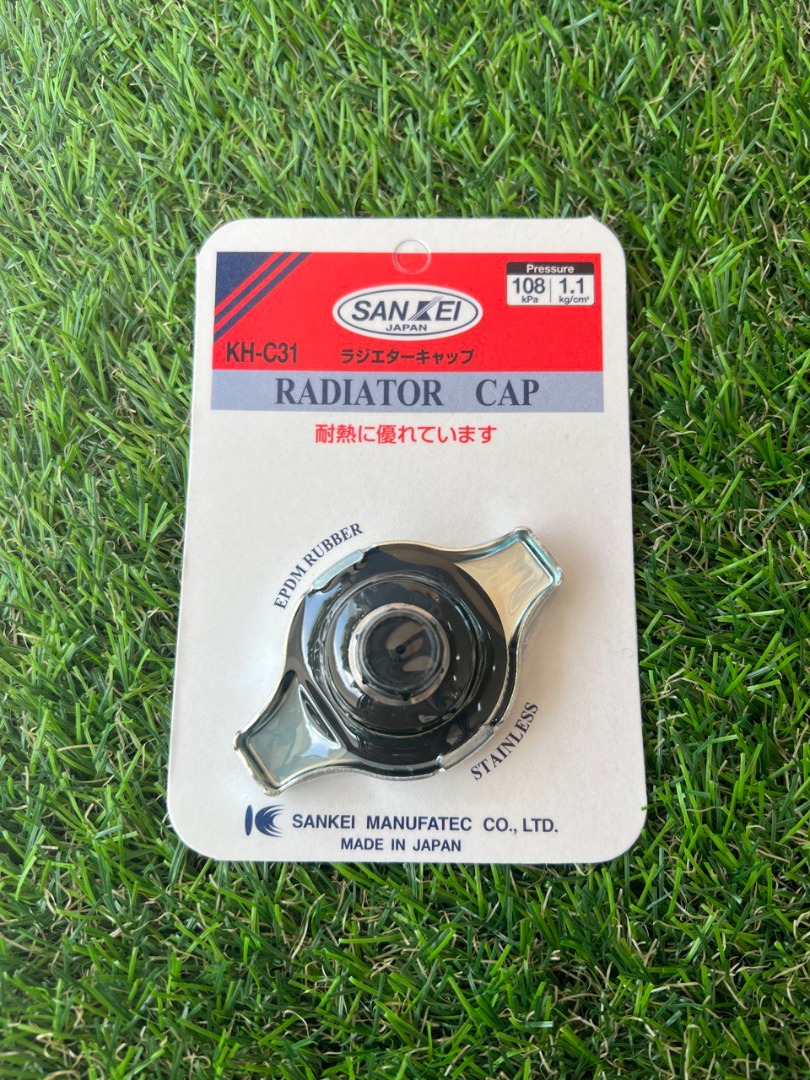 Pressure
108 kPa 1.1 kg/cm²
SANKEI
JAPAN
KH-C31 ラジエターキャップ
RADIATOR CAP
耐熱に優れています
EPDM RUBBER
STAINLESS
SANKEI MANUFATEC CO., LTD.
MADE IN JAPAN